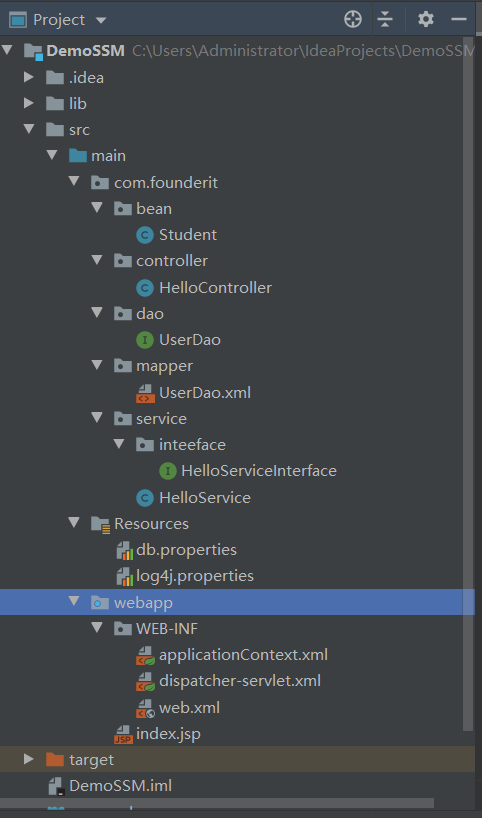 Project
DemoSSM C:\Users\Administrator\IdeaProjects\DemoSSM
.idea
lib
src
main
com.founderit
bean
C Student
controller
C HelloController
dao
I UserDao
mapper
UserDao.xml
service
inteeface
I HelloServiceInterface
C HelloService
Resources
db.properties
log4j.properties
webapp
WEB-INF
applicationContext.xml
dispatcher-servlet.xml
web.xml
JSP index.jsp
target
DemoSSM.iml